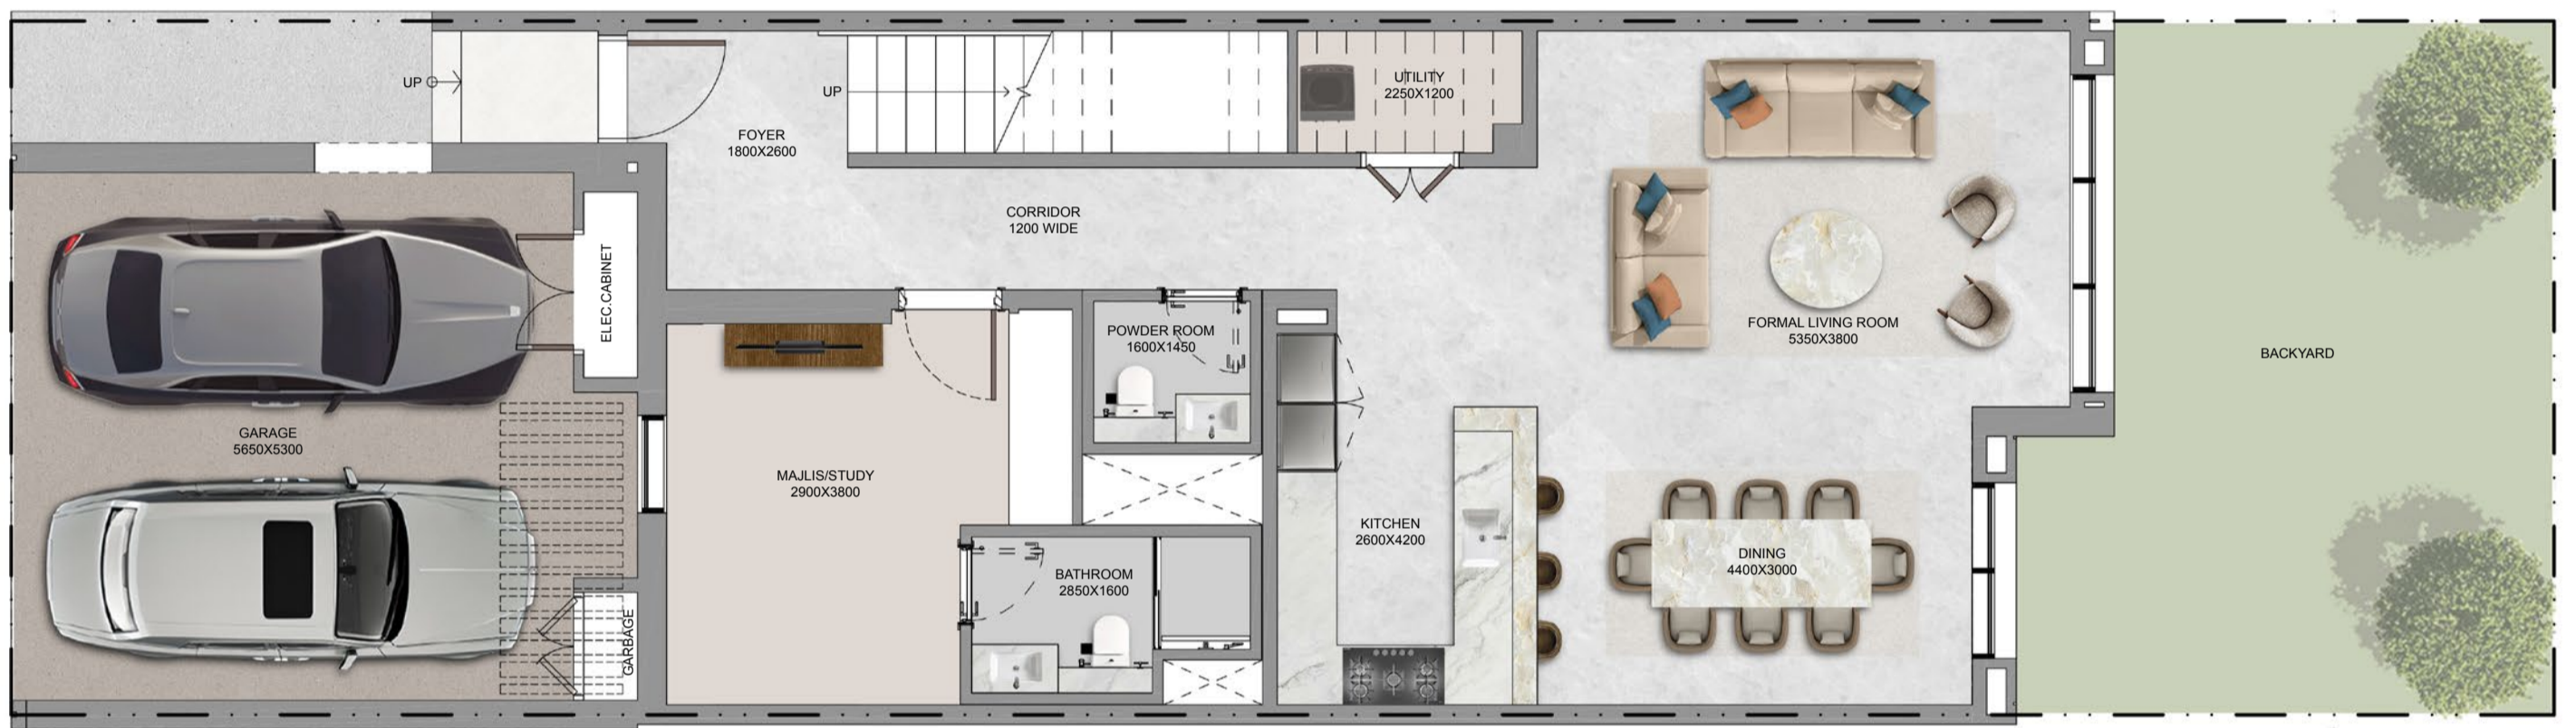 UP
UP
UTILITY
2250X1200
FOYER
1800X2600
CORRIDOR
1200 WIDE
ELEC.CABINET
POWDER ROOM
1600X1450
FORMAL LIVING ROOM
5350X3800
BACKYARD
GARAGE
5650X5300
MAJLIS/STUDY
2900X3800
KITCHEN
2600X4200
DINING
4400X3000
BATHROOM
2850X1600
GARBAGE